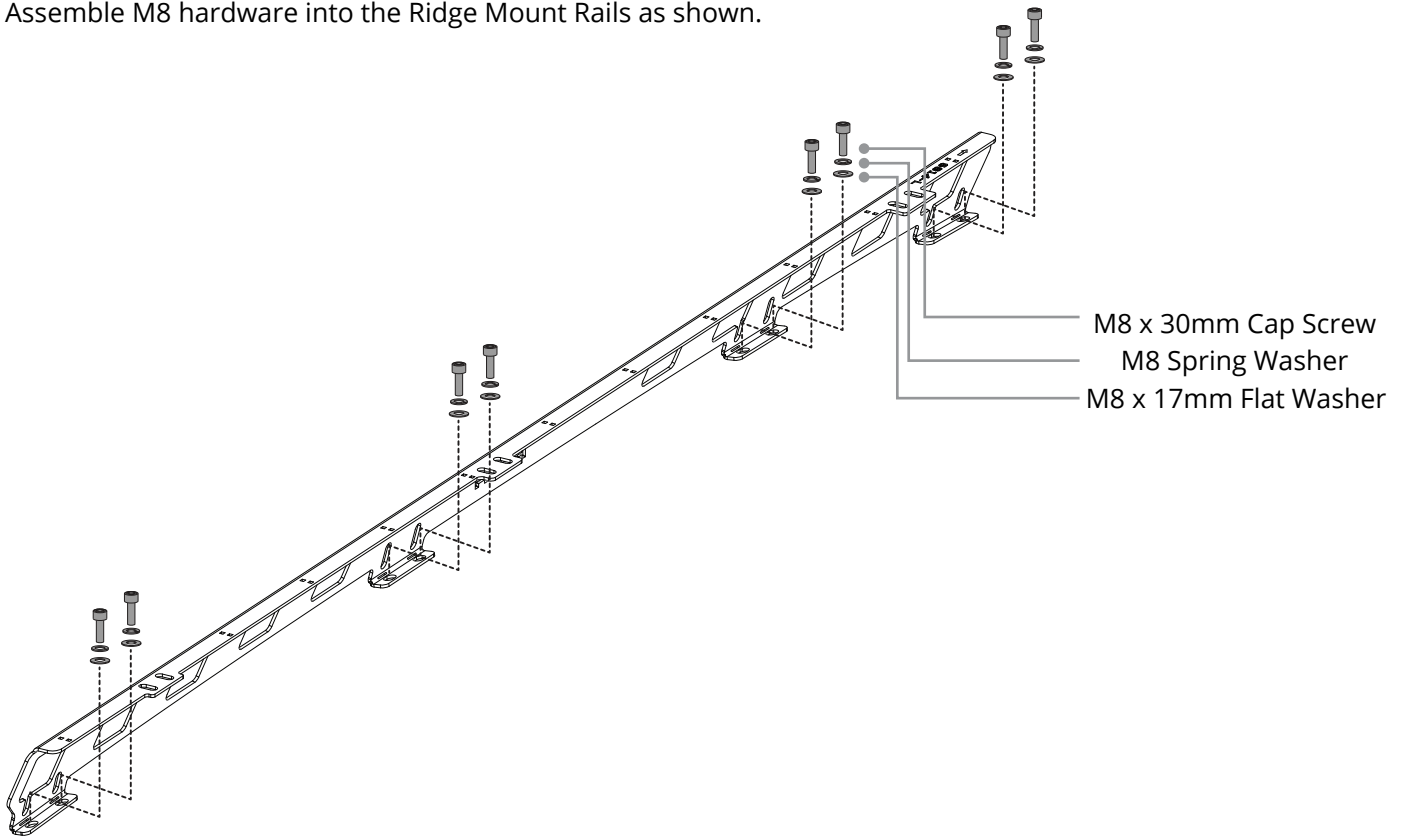 Assemble M8 hardware into the Ridge Mount Rails as shown.
M8 x 30mm Cap Screw
M8 Spring Washer
M8 x 17mm Flat Washer